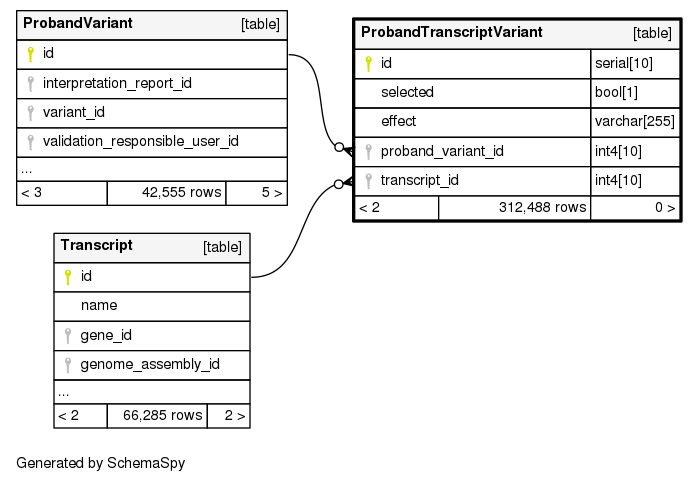 ProbandVariant [table]
id
interpretation_report_id
variant_id
validation_responsible_user_id
...
< 3 42,555 rows 5 >
ProbandTranscriptVariant [table]
id serial[10]
selected bool[1]
effect varchar[255]
proband_variant_id int4[10]
transcript_id int4[10]
< 2 312,488 rows 0 >
Transcript [table]
id
name
gene_id
genome_assembly_id
...
< 2 66,285 rows 2 >
Generated by SchemaSpy